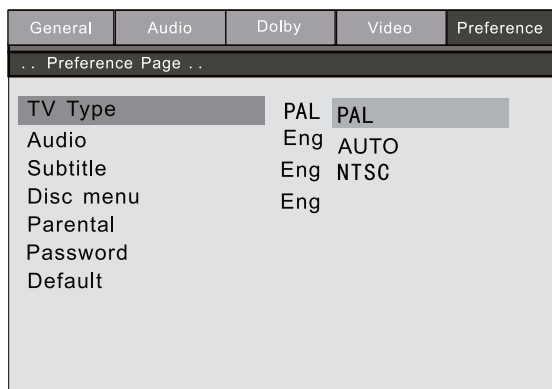 General Audio Dolby Video Preference
.. Preference Page ..
TV Type PAL PAL
Audio Eng AUTO
Subtitle Eng NTSC
Disc menu Eng
Parental
Password
Default